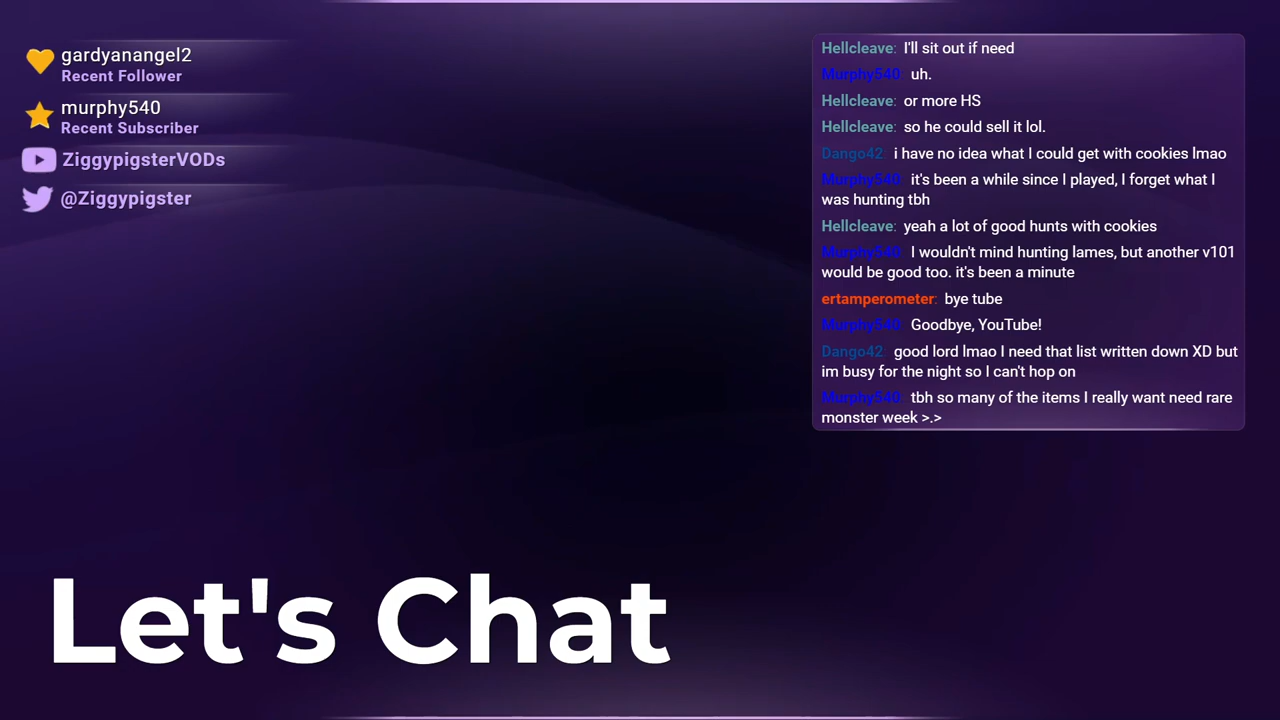 gardyanangel2
Recent Follower
murphy540
Recent Subscriber
ZiggypigsterVODs
@Ziggypigster
Hellcleave: I'll sit out if need
Murphy540: uh.
Hellcleave: or more HS
Hellcleave: so he could sell it lol.
Dango42: i have no idea what I could get with cookies lmao
Murphy540: it's been a while since I played, I forget what I
was hunting tbh
Hellcleave: yeah a lot of good hunts with cookies
Murphy540: I wouldn't mind hunting lames, but another v101
would be good too. it's been a minute
ertamperometer: bye tube
Murphy540: Goodbye, YouTube!
Dango42: good lord lmao I need that list written down XD but
im busy for the night so I can't hop on
Murphy540: tbh so many of the items I really want need rare
monster week >.>
Let's Chat